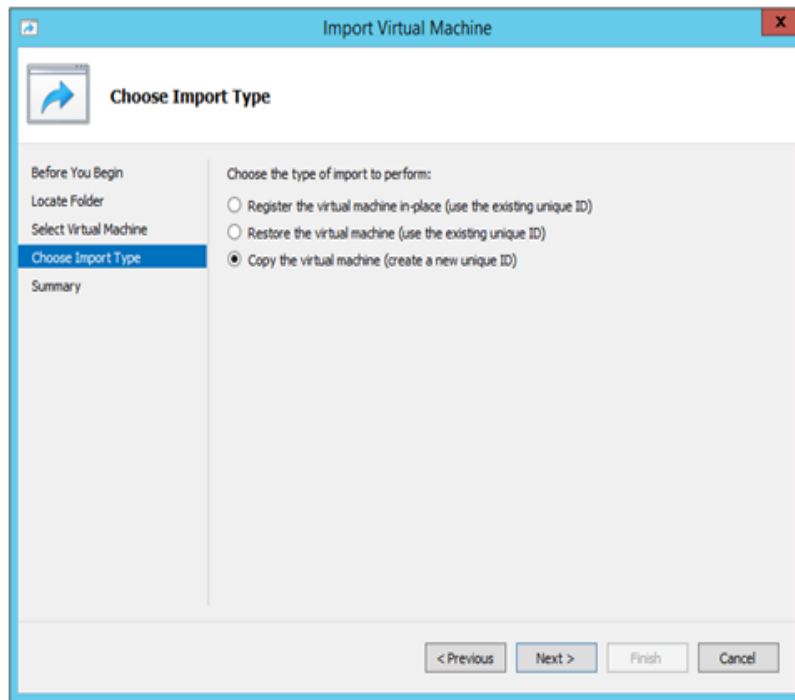 Import Virtual Machine
x
Choose Import Type
Before You Begin
Locate Folder
Select Virtual Machine
Choose Import Type
Summary
Choose the type of import to perform:
Register the virtual machine in-place (use the existing unique ID)
Restore the virtual machine (use the existing unique ID)
Copy the virtual machine (create a new unique ID)
< Previous
Next >
Finish
Cancel